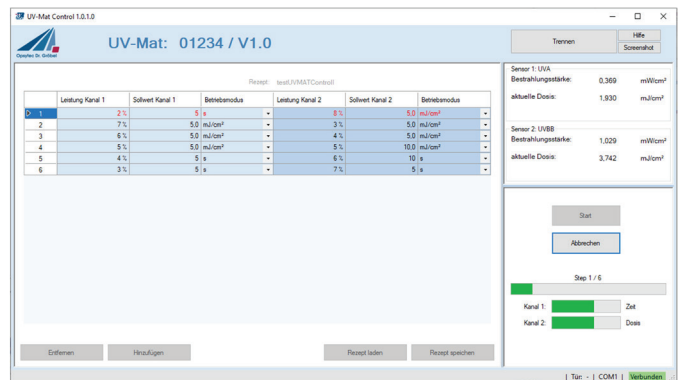 UV-Mat Control 1.0.1.0
Opsytec Dr. Gröbel
UV-Mat: 01234 / V1.0
Trennen
Hilfe
Screenshot
Rezept: testUVMATControll
Leistung Kanal 1 Sollwert Kanal 1 Betriebsmodus Leistung Kanal 2 Sollwert Kanal 2 Betriebsmodus
1 2 % 5 s 8 % 5,0 mJ/cm²
2 7 % 5,0 mJ/cm² 3 % 5,0 mJ/cm²
3 6 % 5,0 mJ/cm² 4 % 5,0 mJ/cm²
4 5 % 5,0 mJ/cm² 5 % 10,0 mJ/cm²
5 4 % 5 s 6 % 10 s
6 3 % 5 s 7 % 5 s
Entfernen
Hinzufügen
Rezept laden
Rezept speichen
Sensor 1: UVA
Bestrahlungsstärke: 0,369 mW/cm²
aktuelle Dosis: 1,930 mJ/cm²
Sensor 2: UVBB
Bestrahlungsstärke: 1,029 mW/cm²
aktuelle Dosis: 3,742 mJ/cm²
Start
Abbrechen
Step 1 / 6
Kanal 1: Zeit
Kanal 2: Dosis
| Tür: - | COM1 | Verbunden